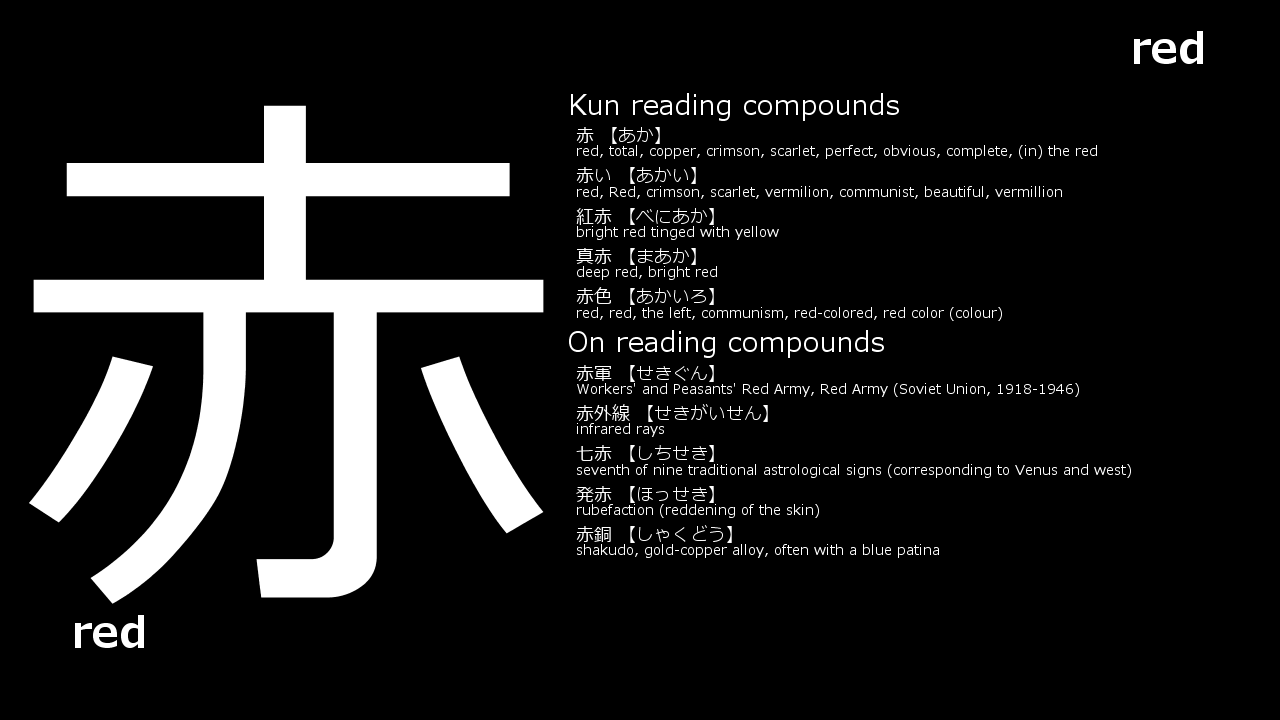 red
赤
Kun reading compounds
赤 【あか】
red, total, copper, crimson, scarlet, perfect, obvious, complete, (in) the red
赤い 【あかい】
red, Red, crimson, scarlet, vermilion, communist, beautiful, vermillion
紅赤 【べにあか】
bright red tinged with yellow
真赤 【まあか】
deep red, bright red
赤色 【あかいろ】
red, red, the left, communism, red-colored, red color (colour)
On reading compounds
赤軍 【せきぐん】
Workers' and Peasants' Red Army, Red Army (Soviet Union, 1918-1946)
赤外線 【せきがいせん】
infrared rays
七赤 【しちせき】
seventh of nine traditional astrological signs (corresponding to Venus and west)
発赤 【ほっせき】
rubefaction (reddening of the skin)
赤銅 【しゃくどう】
shakudo, gold-copper alloy, often with a blue patina
red